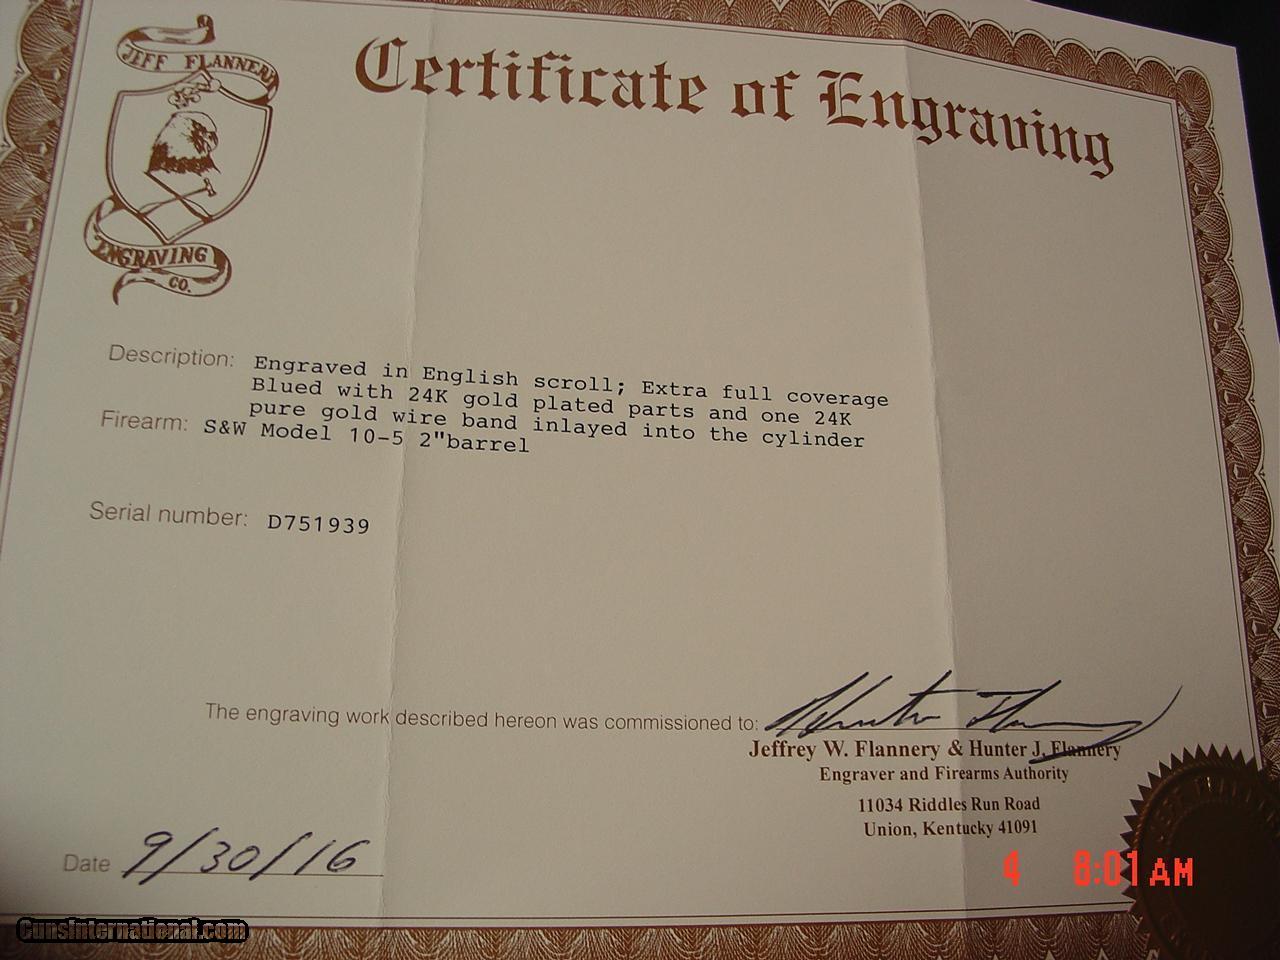 JEFF FLANNERY
ENGRAVING
CO.
Certificate of Engraving
Description: Engraved in English scroll; Extra full coverage
Blued with 24K gold plated parts and one 24K
pure gold wire band inlayed into the cylinder
Firearm: S&W Model 10-5 2"barrel
Serial number: D751939
The engraving work described hereon was commissioned to: Hunter Flannery
Jeffrey W. Flannery & Hunter J. Flannery
Engraver and Firearms Authority
11034 Riddles Run Road
Union, Kentucky 41091
Date 9/30/16
4 8:01 AM
GunsInternational.com